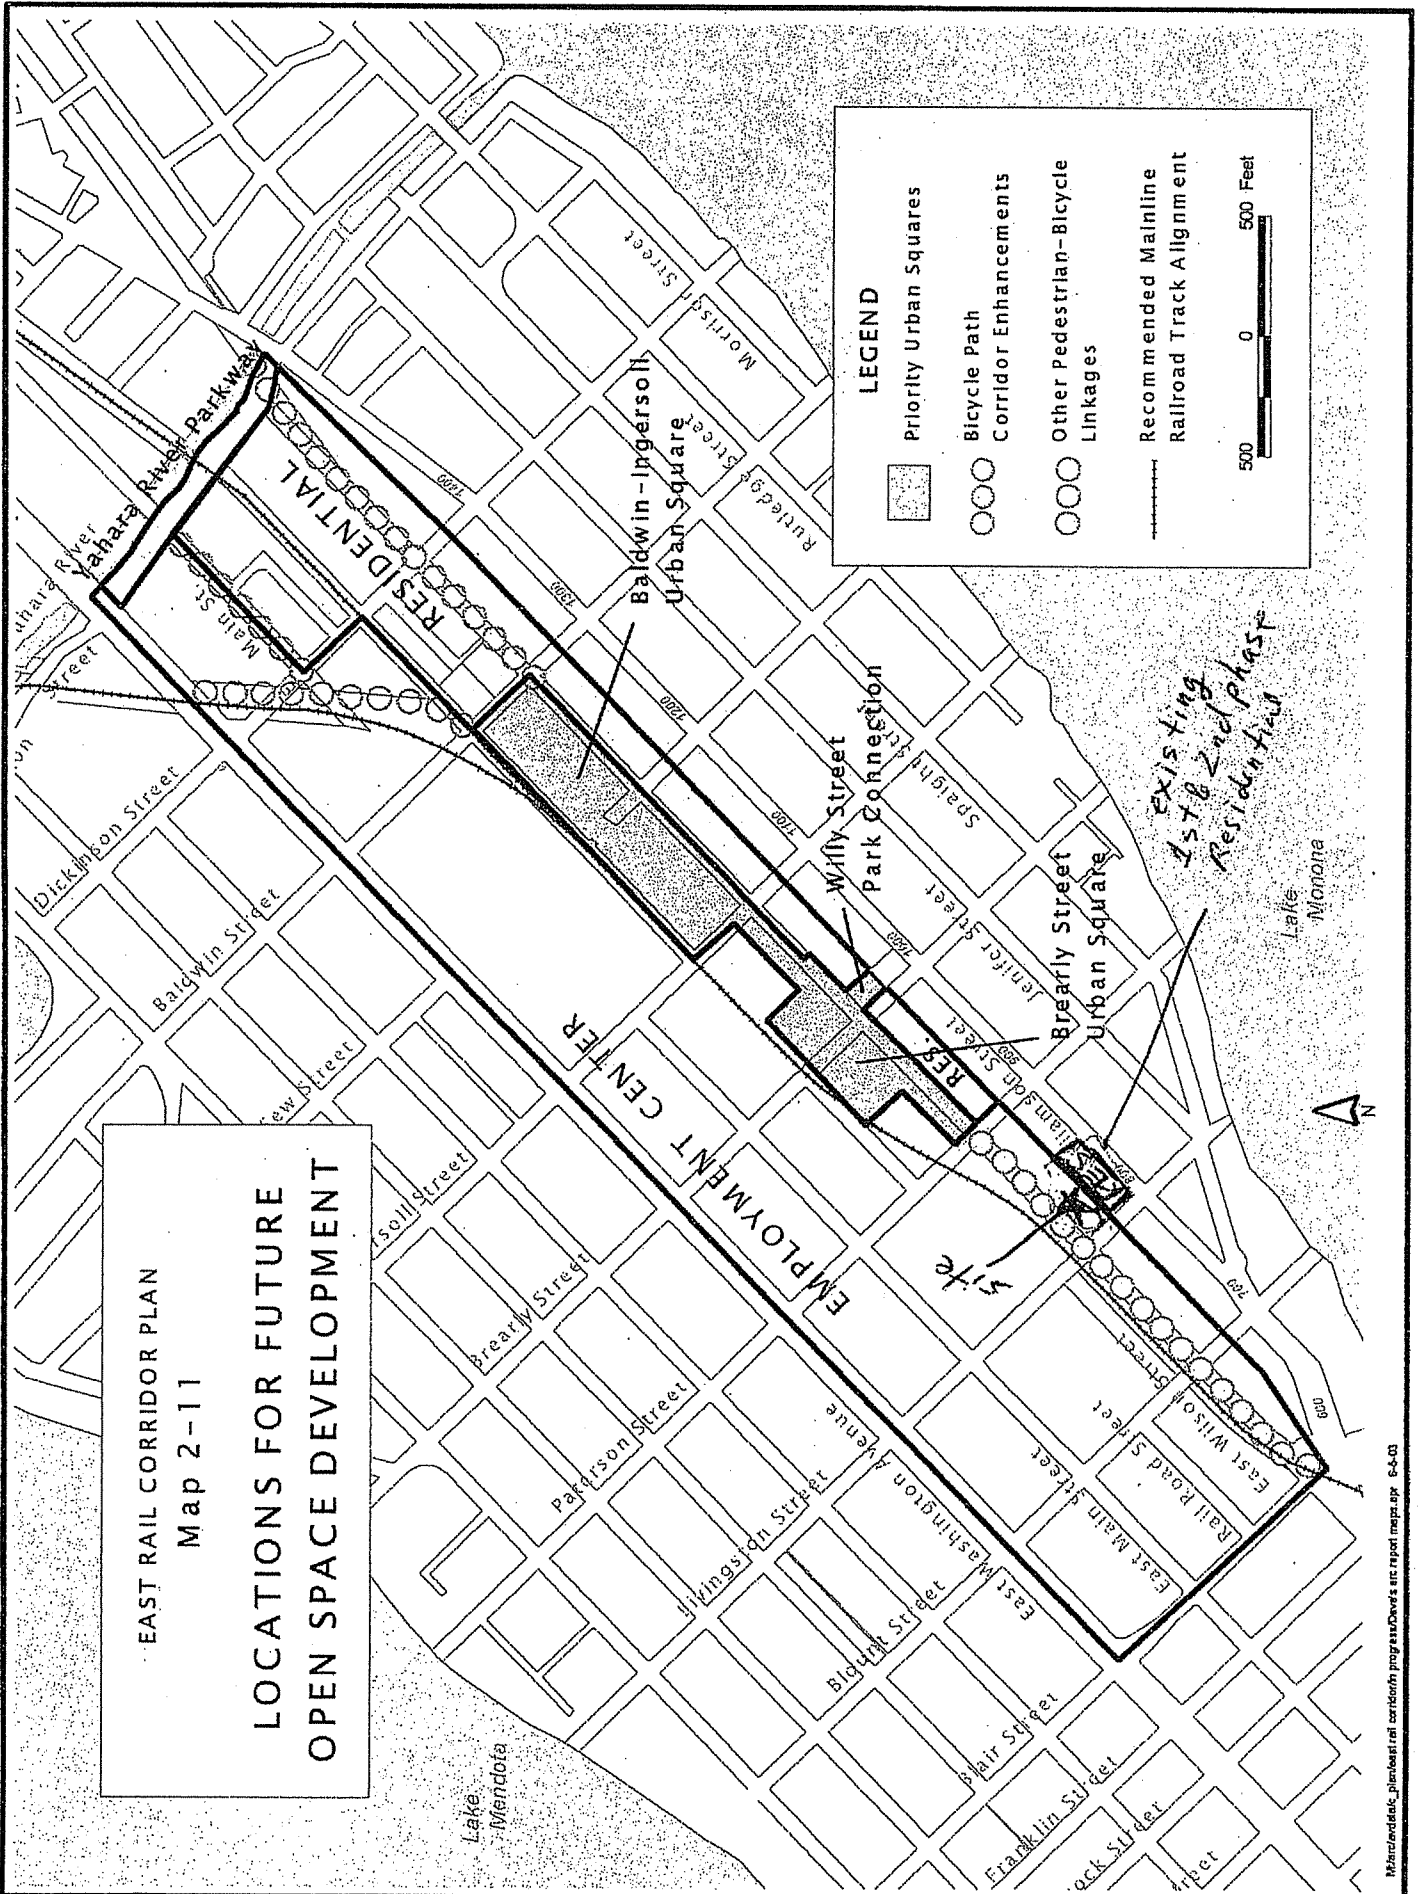 EAST RAIL CORRIDOR PLAN
Map 2-11
LOCATIONS FOR FUTURE
OPEN SPACE DEVELOPMENT
Lake
Mendota
Lake
Monona
Yahara River Parkway
River
Street
Main St
Dickinson Street
Baldwin Street
Street
Street
Brearly Street
Paterson Street
Livingston Street
Blount Street
Blair Street
Franklin Street
East Washington Avenue
East Main Street
Rail Road Street
East Wilson Street
Street
Jenifer Street
Spaight Street
Rutledge Street
Morrison Street
RESIDENTIAL
EMPLOYMENT CENTER
RES.
RES
Baldwin-Ingersoll
Urban Square
Willy Street
Park Connection
Brearly Street
Urban Square
600
700
800
900
1000
1100
1200
1300
1400
site
existing
1st & 2nd phase
Residential
LEGEND
Priority Urban Squares
Bicycle Path
Corridor Enhancements
Other Pedestrian-Bicycle
Linkages
Recommended Mainline
Railroad Track Alignment
500 0 500 Feet
N